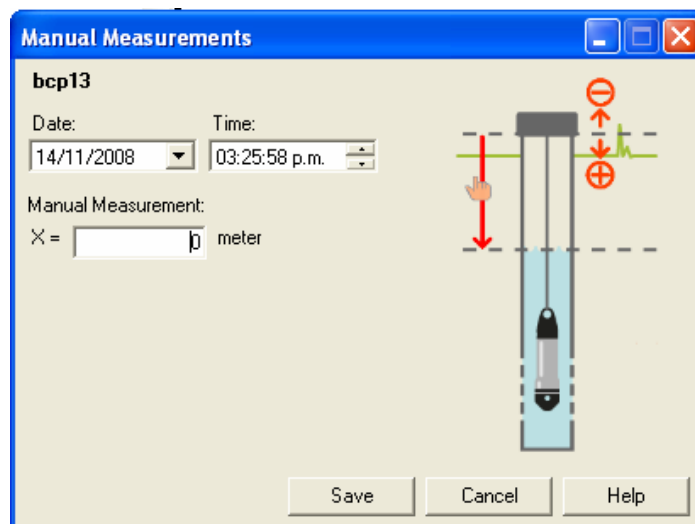 Manual Measurements
bcp13
Date: Time:
14/11/2008 03:25:58 p.m.
Manual Measurement:
X = 0 meter
Save Cancel Help